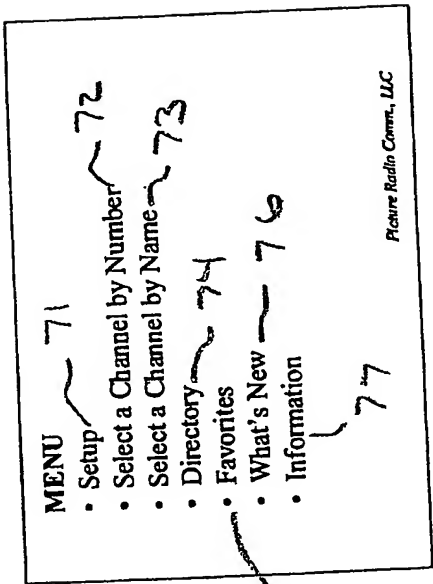 MENU
• Setup 71
• Select a Channel by Number 72
• Select a Channel by Name 73
• Directory 74
• Favorites
• What's New 76
• Information 77
Picture Radio Comm., LLC